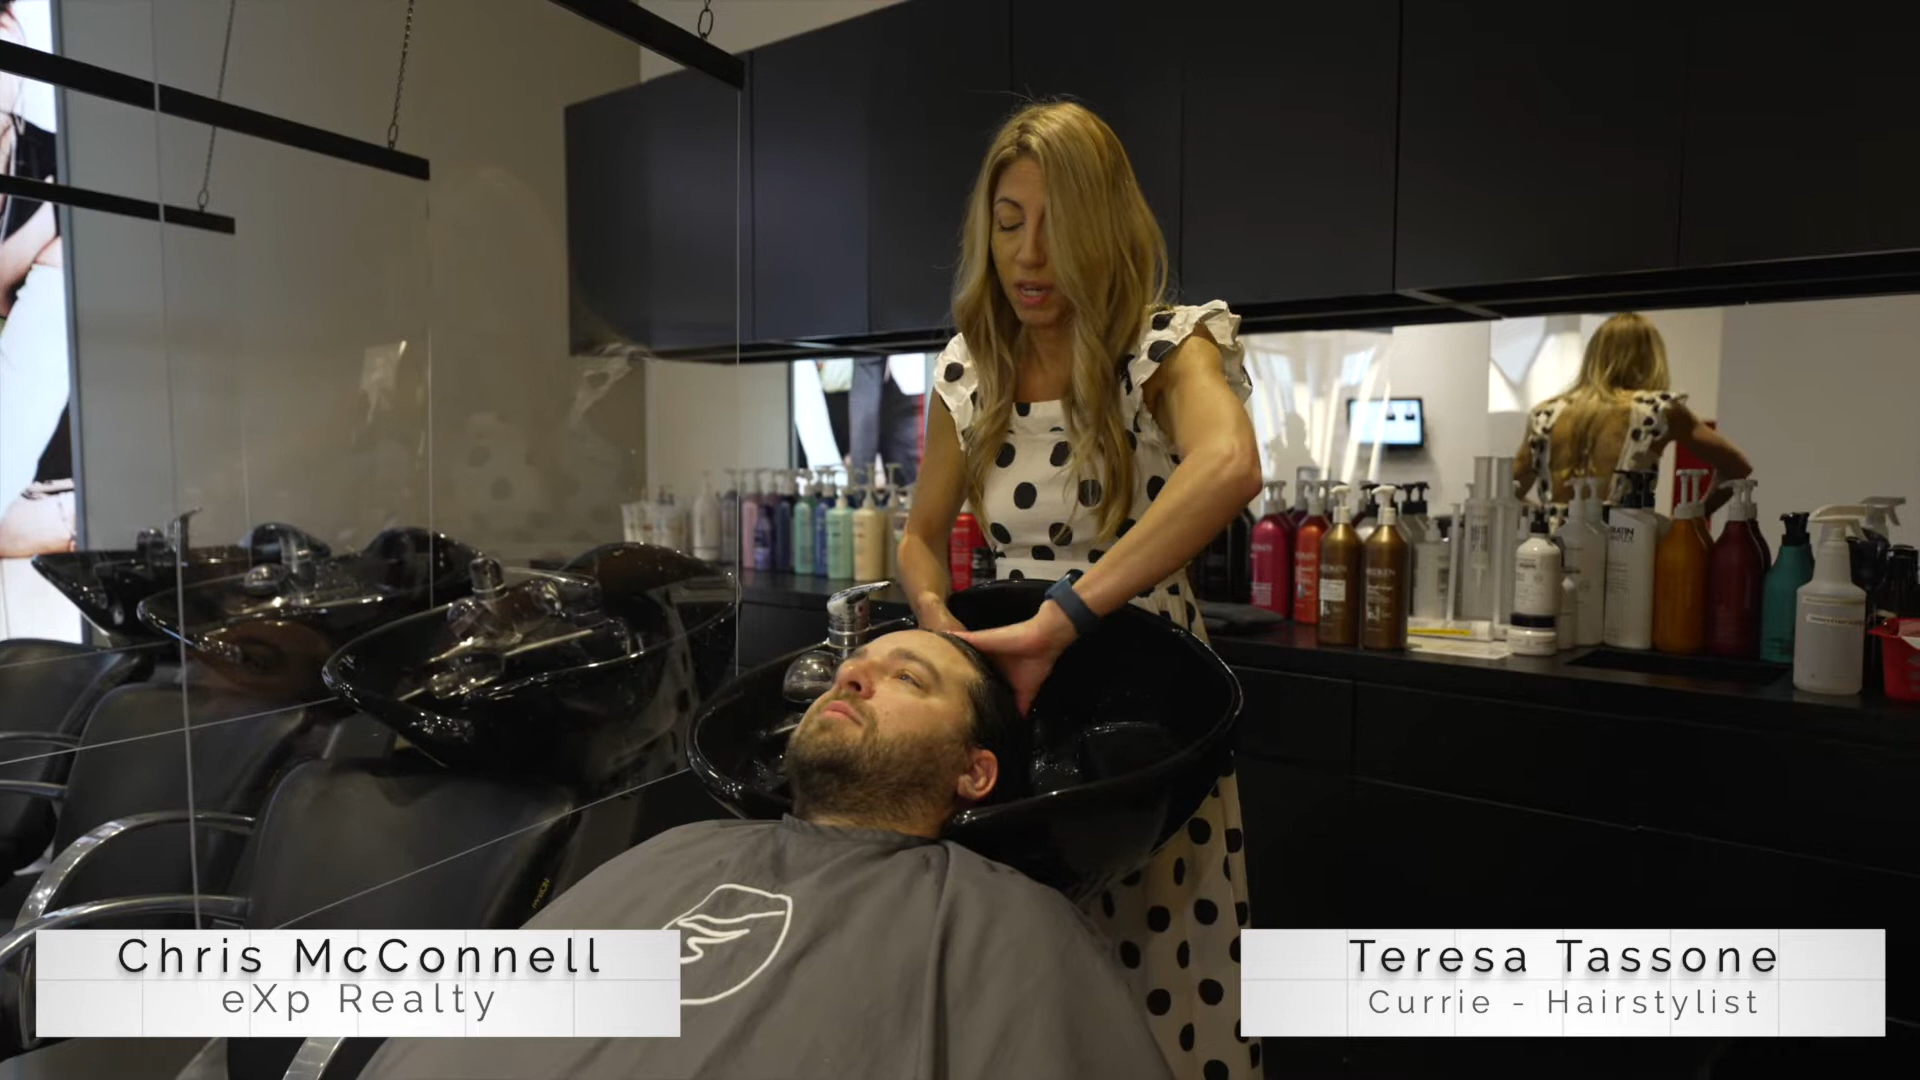 Chris McConnell
eXp Realty
Teresa Tassone
Currie - Hairstylist